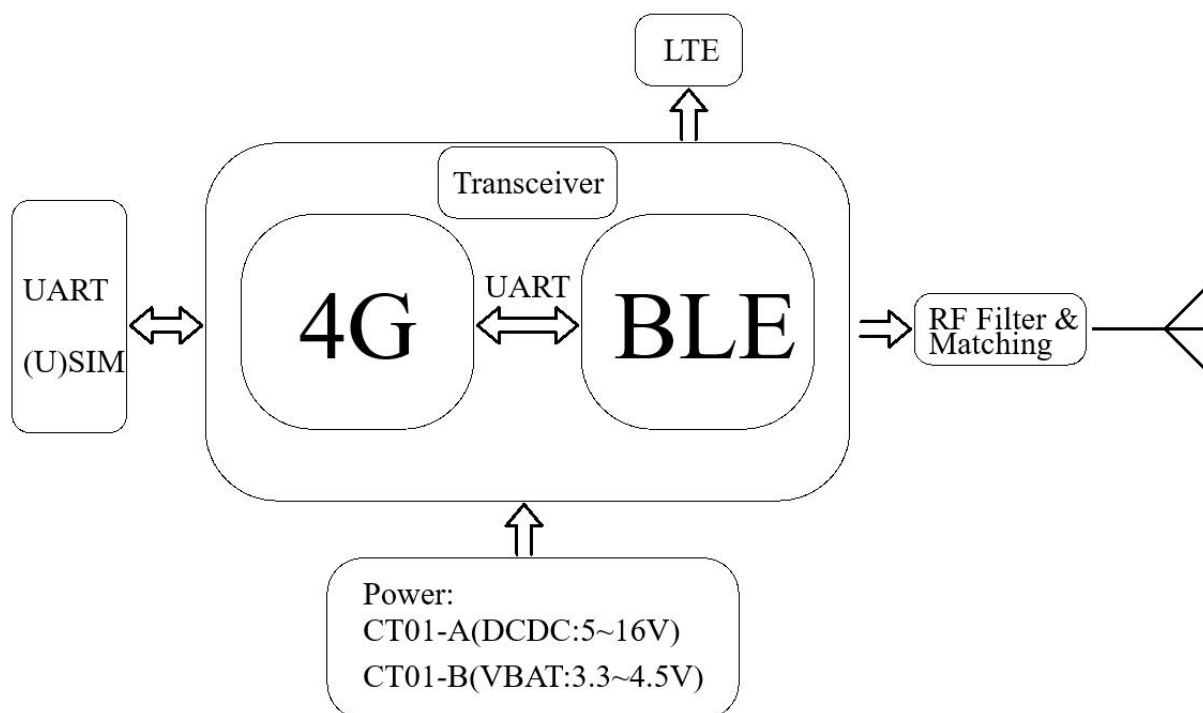 LTE
Transceiver
UART
(U)SIM
4G
UART
BLE
RF Filter &
Matching
Power:
CT01-A(DCDC:5~16V)
CT01-B(VBAT:3.3~4.5V)